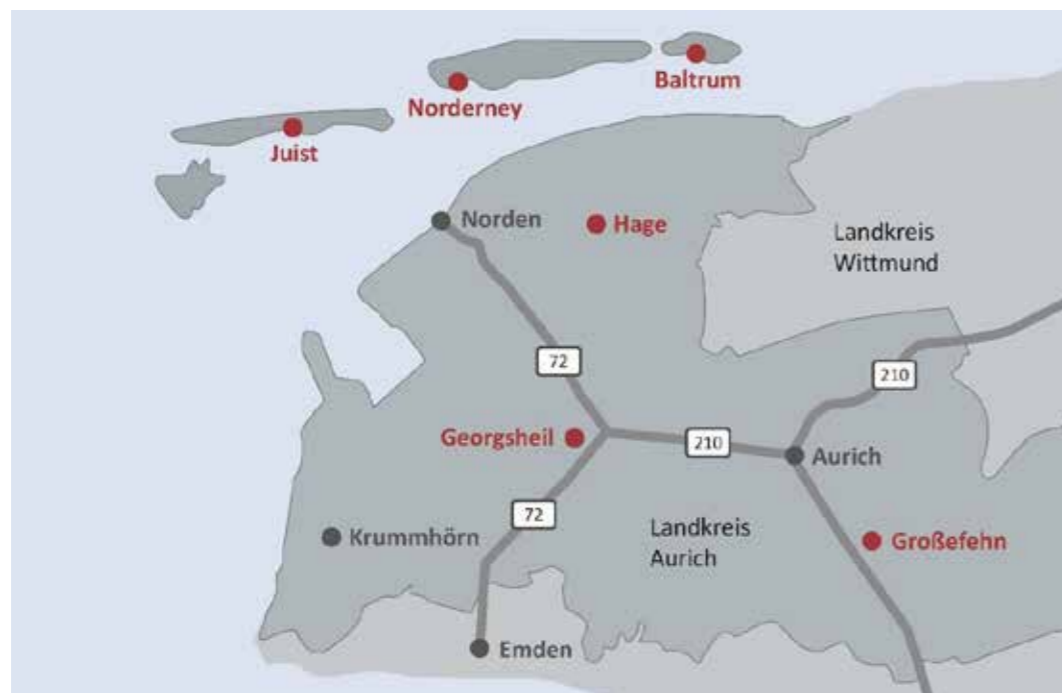 Baltrum
Norderney
Juist
Norden
Hage
Landkreis
Wittmund
72
210
Georgsheil
210
Aurich
72
Landkreis
Aurich
Krummhörn
Großefehn
Emden